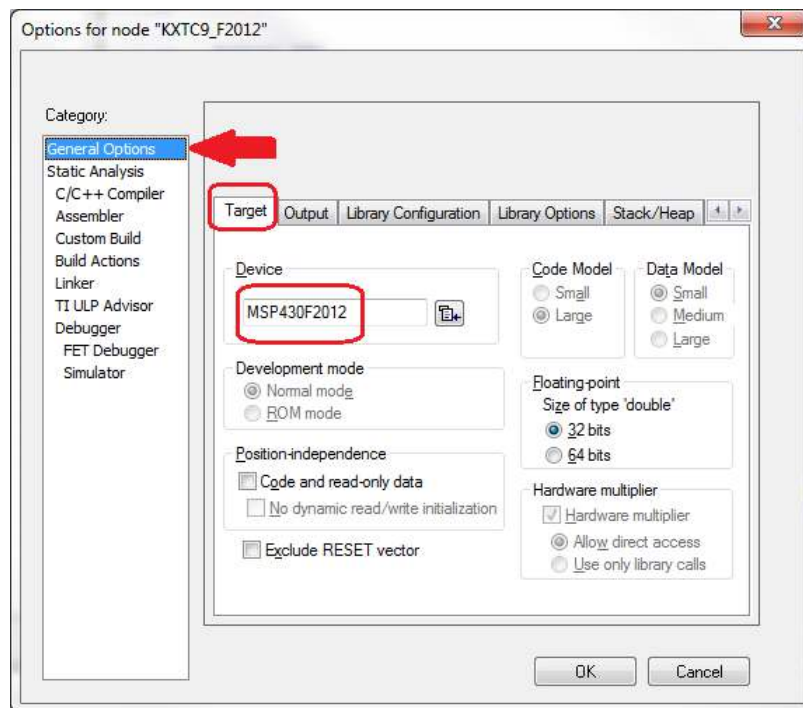 Options for node "KXTC9_F2012"
Category:
General Options
Static Analysis
C/C++ Compiler
Assembler
Custom Build
Build Actions
Linker
TI ULP Advisor
Debugger
FET Debugger
Simulator
Target Output Library Configuration Library Options Stack/Heap
Device
MSP430F2012
Code Model
Small
Large
Data Model
Small
Medium
Large
Development mode
Normal mode
ROM mode
Floating-point
Size of type 'double'
32 bits
64 bits
Position-independence
Code and read-only data
No dynamic read/write initialization
Hardware multiplier
Hardware multiplier
Allow direct access
Use only library calls
Exclude RESET vector
OK Cancel